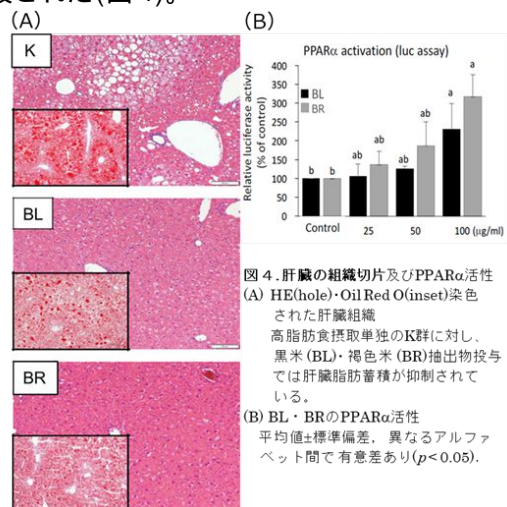 された(図4)。
(A)
K
BL
BR
(B)
PPARα activation (luc assay)
Relative luciferase activity
(% of control)
400
350
300
250
200
150
100
50
0
BL
BR
b b
ab ab
ab ab
a a
Control 25 50 100 (μg/ml)
図4.肝臓の組織切片及びPPARα活性
(A) HE(hole)・Oil Red O(inset)染色
された肝臓組織
高脂肪食摂取単独のK群に対し、
黒米(BL)・褐色米(BR)抽出物投与
では肝臓脂肪蓄積が抑制されて
いる。
(B) BL・BRのPPARα活性
平均値±標準偏差, 異なるアルファ
ベット間で有意差あり(p<0.05).